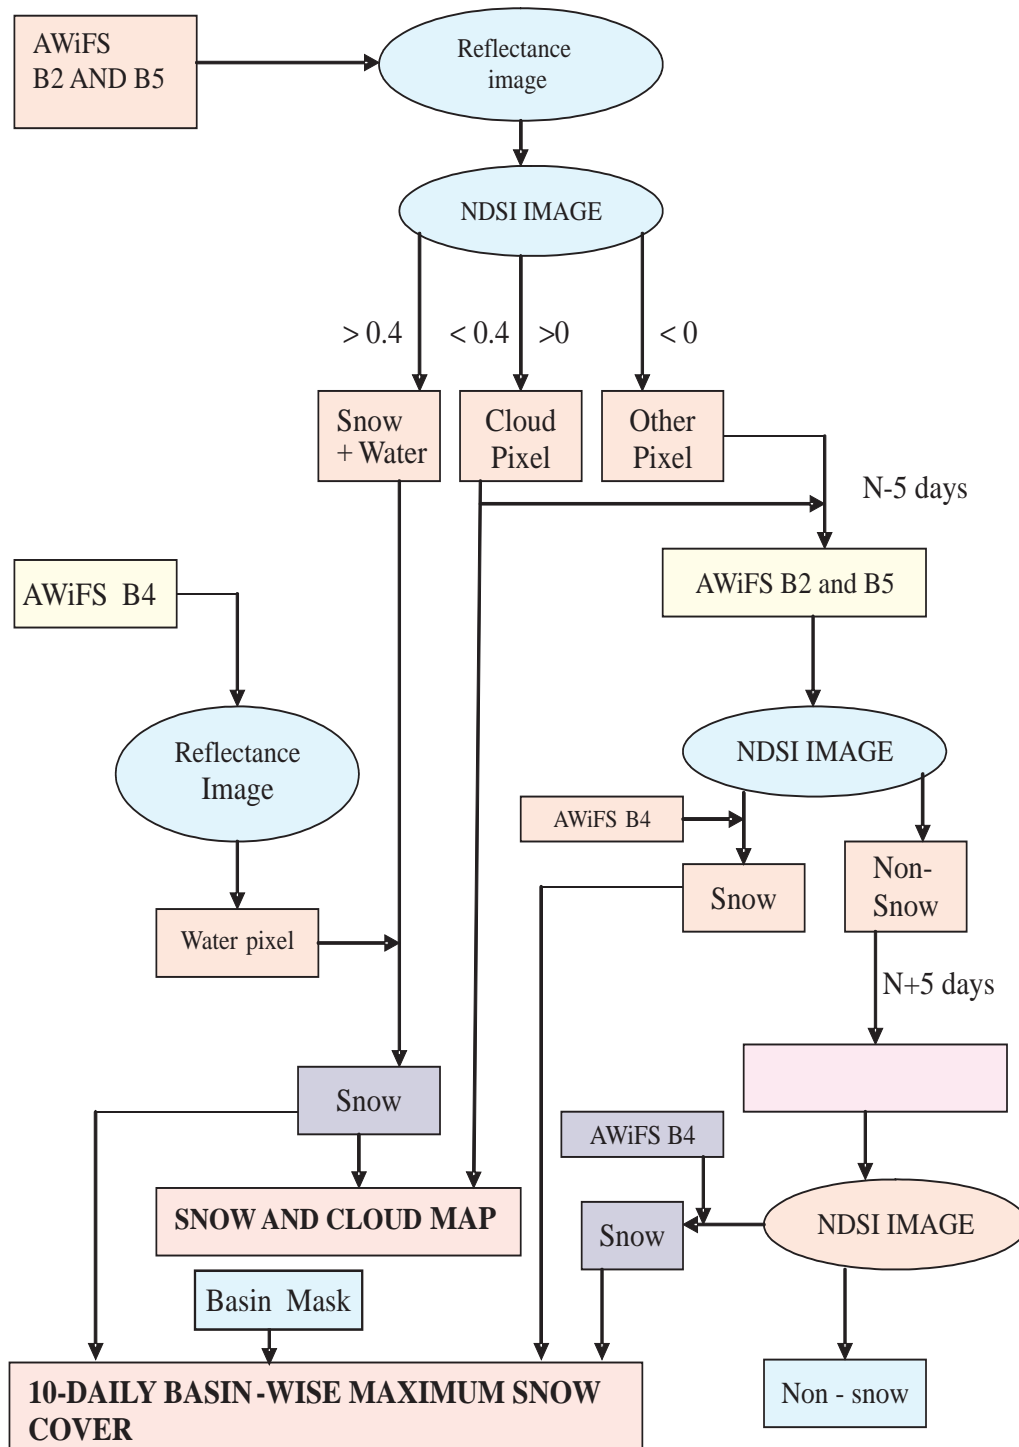 AWiFS
B2 AND B5
Reflectance
image
NDSI IMAGE
> 0.4
< 0.4
>0
< 0
Snow
+ Water
Cloud
Pixel
Other
Pixel
N-5 days
AWiFS B4
AWiFS B2 and B5
Reflectance
Image
NDSI IMAGE
AWiFS B4
Snow
Non-
Snow
Water pixel
N+5 days
Snow
AWiFS B4
SNOW AND CLOUD MAP
Snow
NDSI IMAGE
Basin Mask
10-DAILY BASIN-WISE MAXIMUM SNOW
COVER
Non - snow